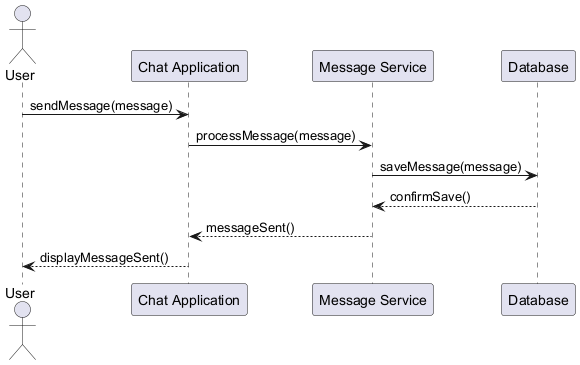 User
Chat Application
Message Service
Database
sendMessage(message)
processMessage(message)
saveMessage(message)
confirmSave()
messageSent()
displayMessageSent()
User
Chat Application
Message Service
Database